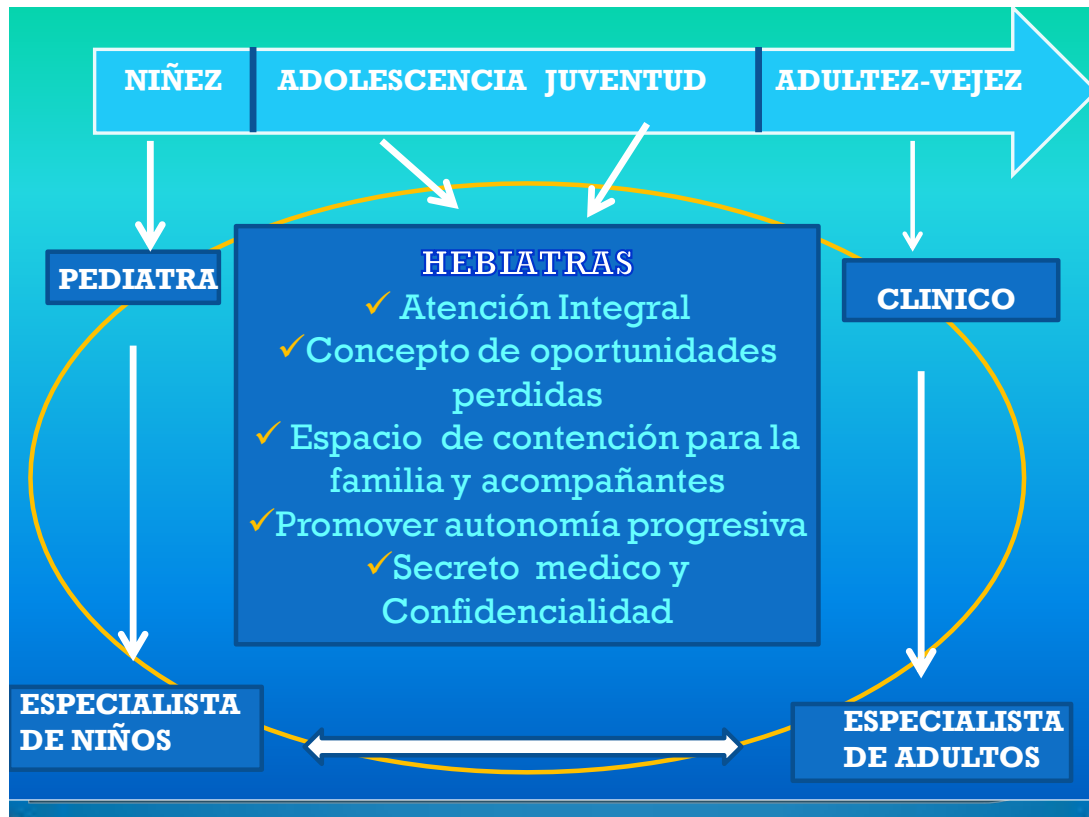 NIÑEZ
ADOLESCENCIA JUVENTUD
ADULTEZ-VEJEZ
PEDIATRA
HEBIATRAS
✓ Atención Integral
✓Concepto de oportunidades
perdidas
✓ Espacio de contención para la
familia y acompañantes
✓Promover autonomía progresiva
✓Secreto medico y
Confidencialidad
CLINICO
ESPECIALISTA
DE NIÑOS
ESPECIALISTA
DE ADULTOS